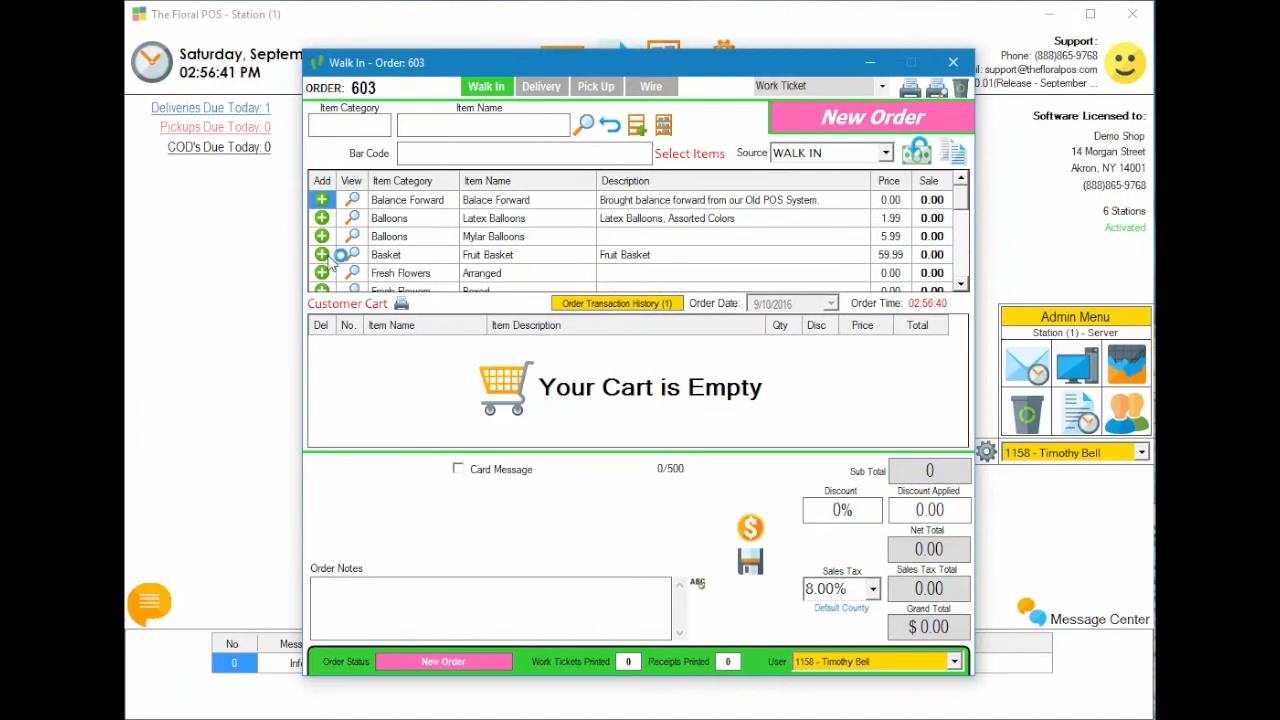 The Floral POS - Station (1)
Saturday, Septem
02:56:41 PM
Deliveries Due Today: 1
Pickups Due Today: 0
COD's Due Today: 0
Support:
Phone: (888)865-9768
il: support@thefloralpos.com
0.01(Release - September ...
Software Licensed to:
Demo Shop
14 Morgan Street
Akron, NY 14001
(888)865-9768
6 Stations
Activated
Admin Menu
Station (1) - Server
1158 - Timothy Bell
Message Center
No
Mess
0
Inf
Walk In - Order: 603
ORDER: 603
Walk In
Delivery
Pick Up
Wire
Work Ticket
Item Category
Item Name
New Order
Bar Code
Select Items
Source
WALK IN
Add View Item Category Item Name Description Price Sale
Balance Forward Balace Forward Brought balance forward from our Old POS System. 0.00 0.00
Balloons Latex Balloons Latex Balloons, Assorted Colors 1.99 0.00
Balloons Mylar Balloons 5.99 0.00
Basket Fruit Basket Fruit Basket 59.99 0.00
Fresh Flowers Arranged 0.00 0.00
Customer Cart
Order Transaction History (1)
Order Date:
9/10/2016
Order Time: 02:56:40
Del No. Item Name Item Description Qty Disc Price Total
Your Cart is Empty
Card Message
0/500
Sub Total
0
Discount
Discount Applied
0%
0.00
Net Total
0.00
Sales Tax
Sales Tax Total
8.00%
0.00
Default County
Grand Total
$ 0.00
Order Notes
ABC
Order Status
New Order
Work Tickets Printed
0
Receipts Printed
0
User
1158 - Timothy Bell